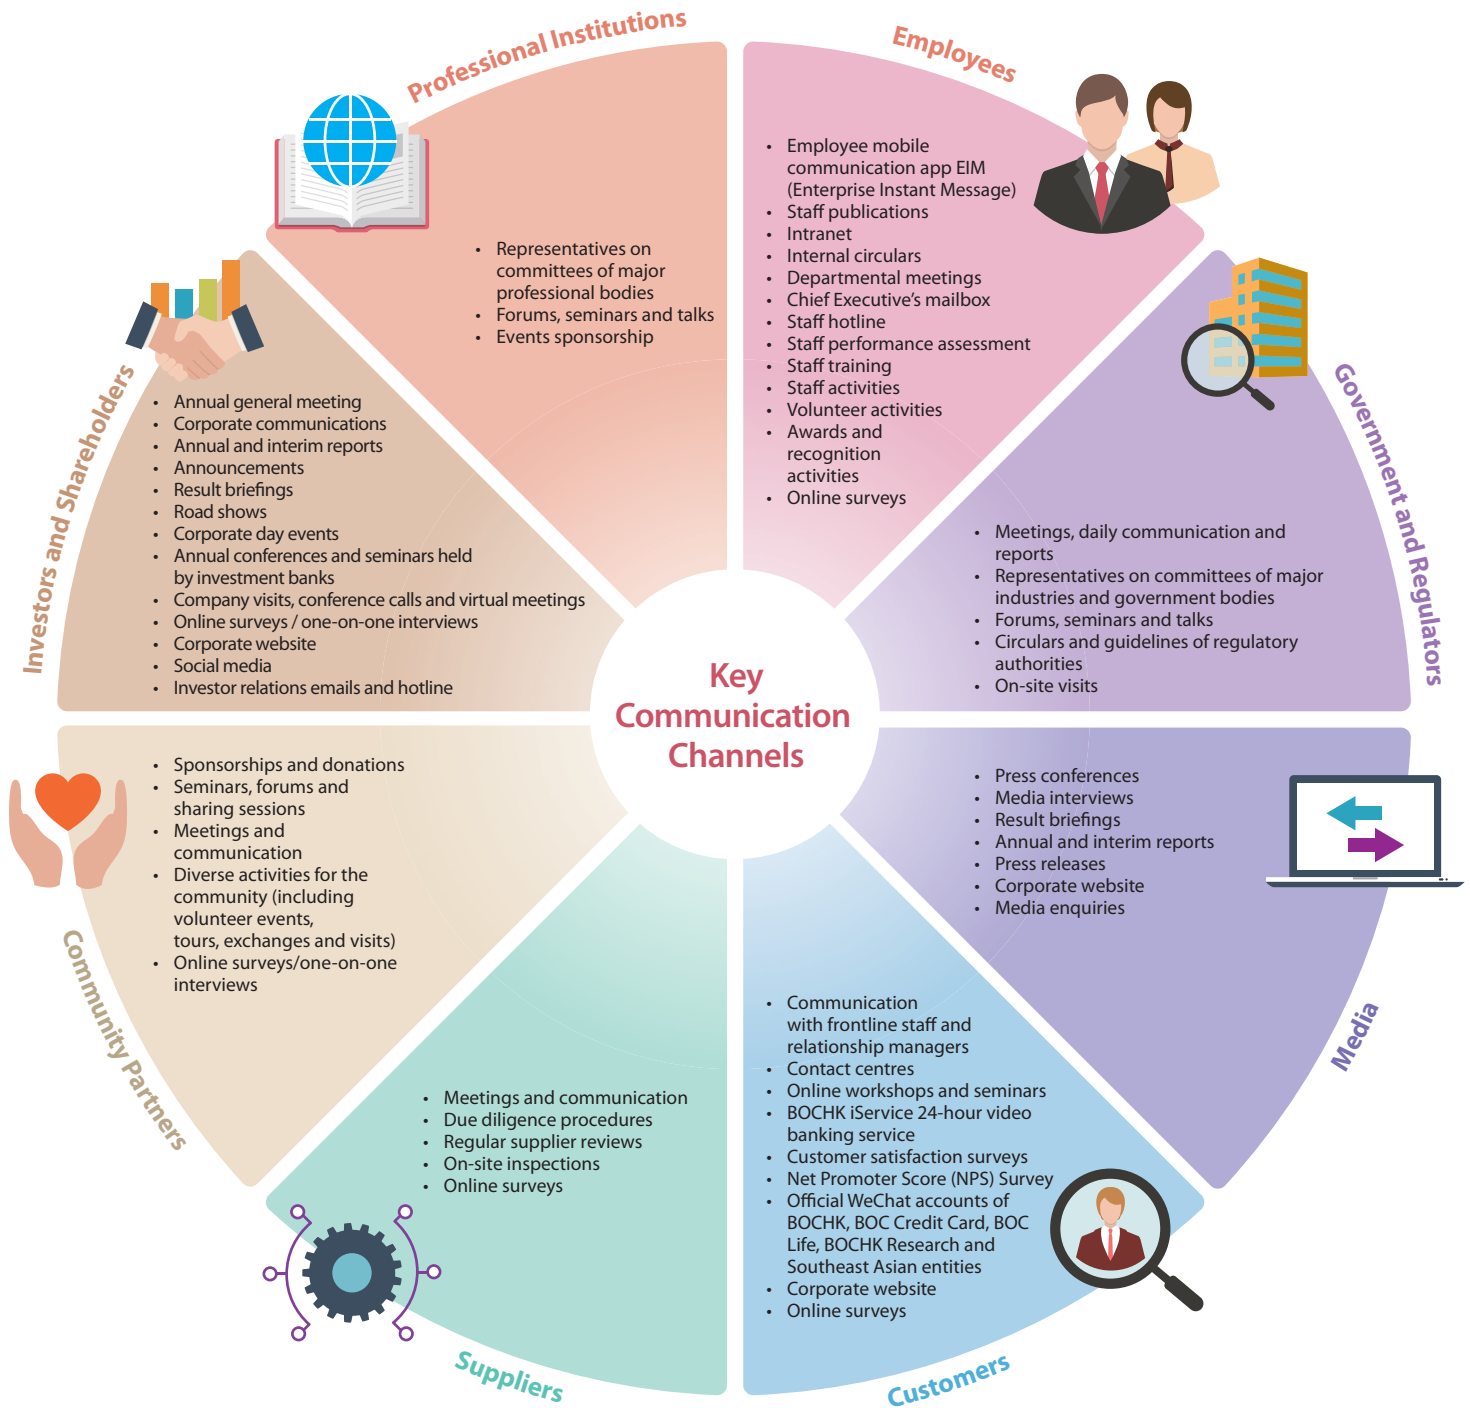 Professional Institutions
• Representatives on
committees of major
professional bodies
• Forums, seminars and talks
• Events sponsorship
Employees
• Employee mobile
communication app EIM
(Enterprise Instant Message)
• Staff publications
• Intranet
• Internal circulars
• Departmental meetings
• Chief Executive’s mailbox
• Staff hotline
• Staff performance assessment
• Staff training
• Staff activities
• Volunteer activities
• Awards and
recognition
activities
• Online surveys
Investors and Shareholders
• Annual general meeting
• Corporate communications
• Annual and interim reports
• Announcements
• Result briefings
• Road shows
• Corporate day events
• Annual conferences and seminars held
by investment banks
• Company visits, conference calls and virtual meetings
• Online surveys / one-on-one interviews
• Corporate website
• Social media
• Investor relations emails and hotline
Government and Regulators
• Meetings, daily communication and
reports
• Representatives on committees of major
industries and government bodies
• Forums, seminars and talks
• Circulars and guidelines of regulatory
authorities
• On-site visits
Key
Communication
Channels
Community Partners
• Sponsorships and donations
• Seminars, forums and
sharing sessions
• Meetings and
communication
• Diverse activities for the
community (including
volunteer events,
tours, exchanges and visits)
• Online surveys/one-on-one
interviews
Media
• Press conferences
• Media interviews
• Result briefings
• Annual and interim reports
• Press releases
• Corporate website
• Media enquiries
Suppliers
• Meetings and communication
• Due diligence procedures
• Regular supplier reviews
• On-site inspections
• Online surveys
Customers
• Communication
with frontline staff and
relationship managers
• Contact centres
• Online workshops and seminars
• BOCHK iService 24-hour video
banking service
• Customer satisfaction surveys
• Net Promoter Score (NPS) Survey
• Official WeChat accounts of
BOCHK, BOC Credit Card, BOC
Life, BOCHK Research and
Southeast Asian entities
• Corporate website
• Online surveys